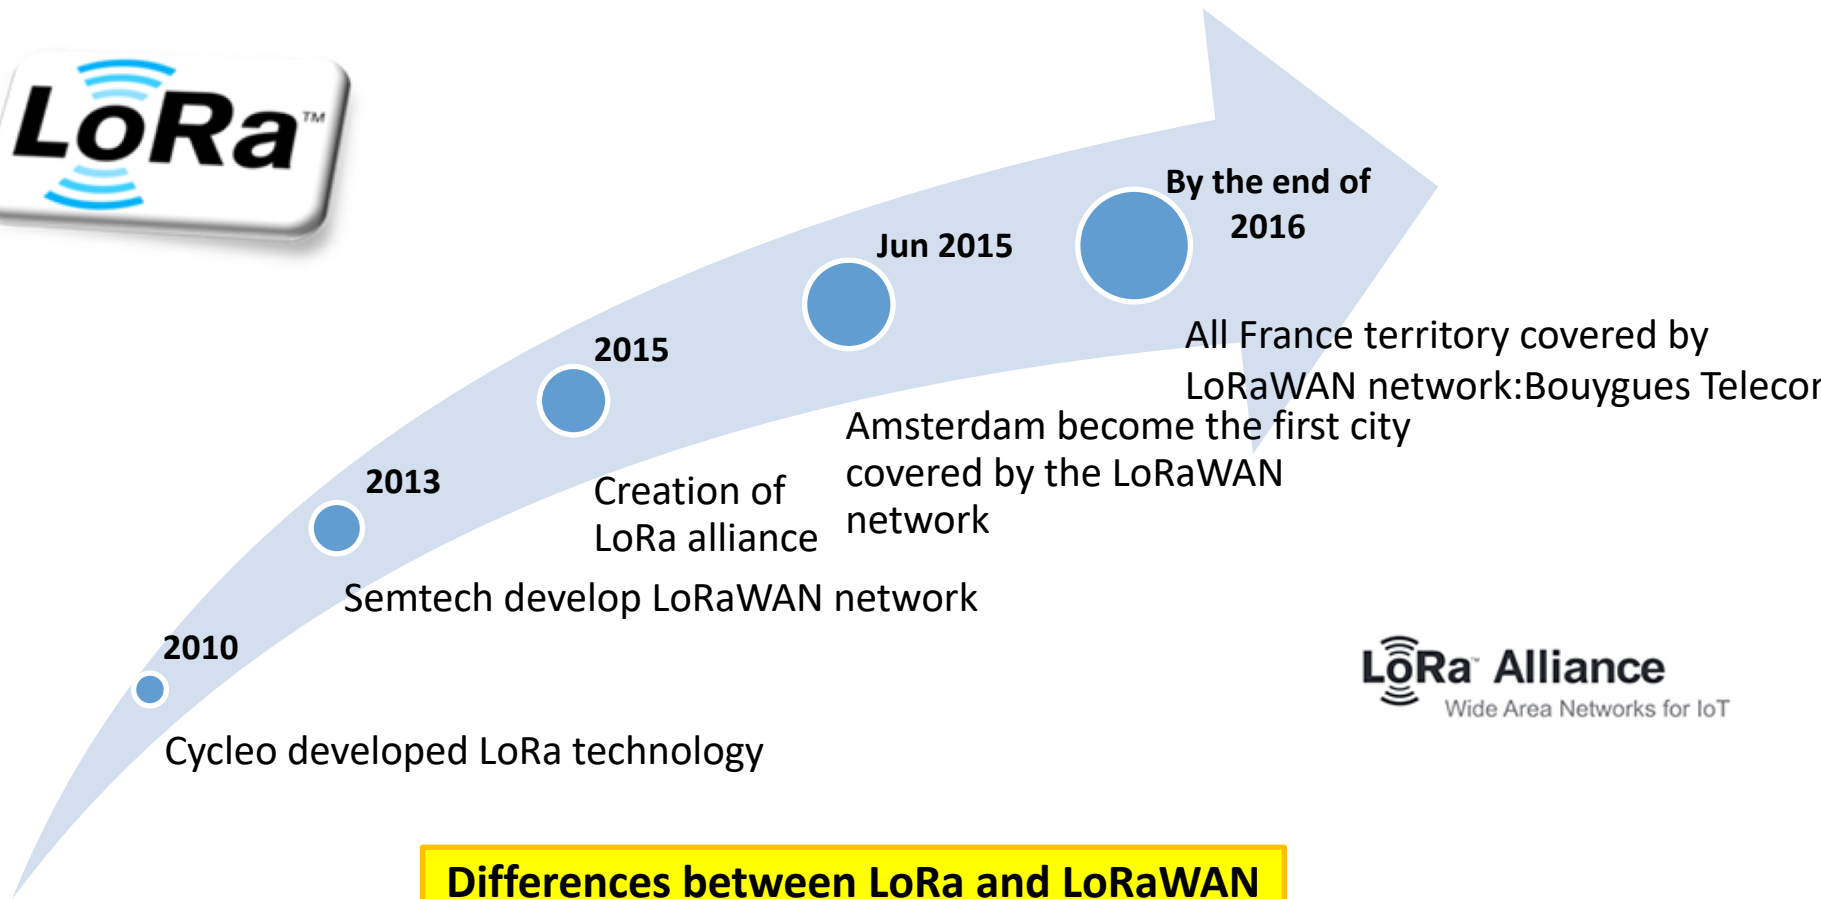 LoRa™
By the end of
2016
Jun 2015
All France territory covered by
LoRaWAN network:Bouygues
2015
Amsterdam become the first city
covered by the LoRaWAN
network
2013
Creation of
LoRa alliance
Semtech develop LoRaWAN network
2010
LoRa™ Alliance
Wide Area Networks for IoT
Cycleo developed LoRa technology
Differences between LoRa and LoRaWAN